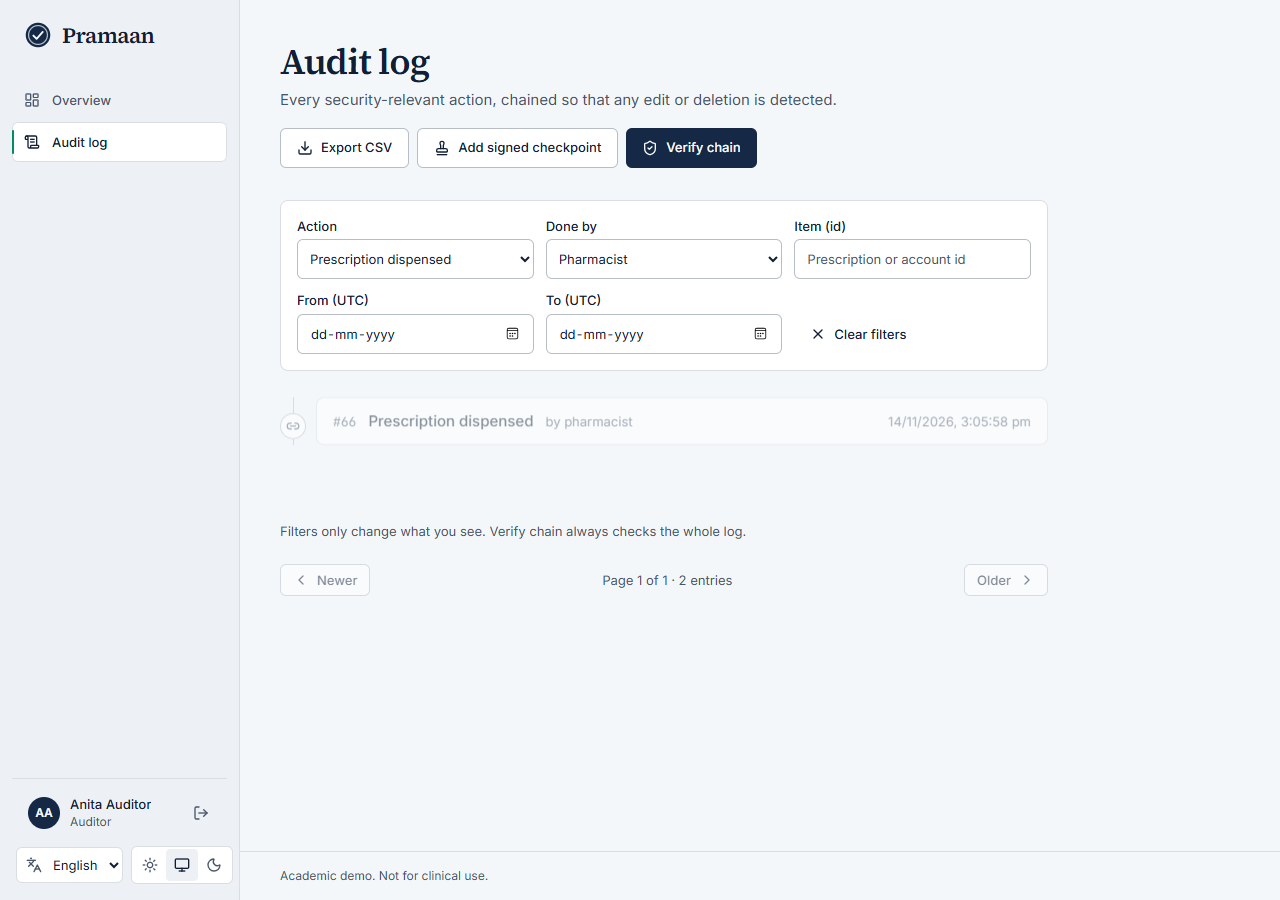 Pramaan
Overview
Audit log
Anita Auditor
AA
Auditor
English
Audit log
Every security-relevant action, chained so that any edit or deletion is detected.
Export CSV
Add signed checkpoint
Verify chain
Action
Done by
Item (id)
Prescription dispensed
Pharmacist
Prescription or account id
From (UTC)
To (UTC)
dd-mm-yyyy
dd-mm-yyyy
Clear filters
#66 Prescription dispensed by pharmacist 14/11/2026, 3:05:58 pm
Filters only change what you see. Verify chain always checks the whole log.
Newer
Page 1 of 1 · 2 entries
Older
Academic demo. Not for clinical use.